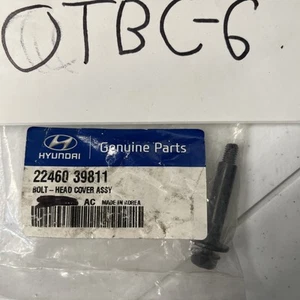 OTBC-6
HYUNDAI
Genuine Parts
22460 39811
BOLT-HEAD COVER ASSY
AC MADE IN KOREA